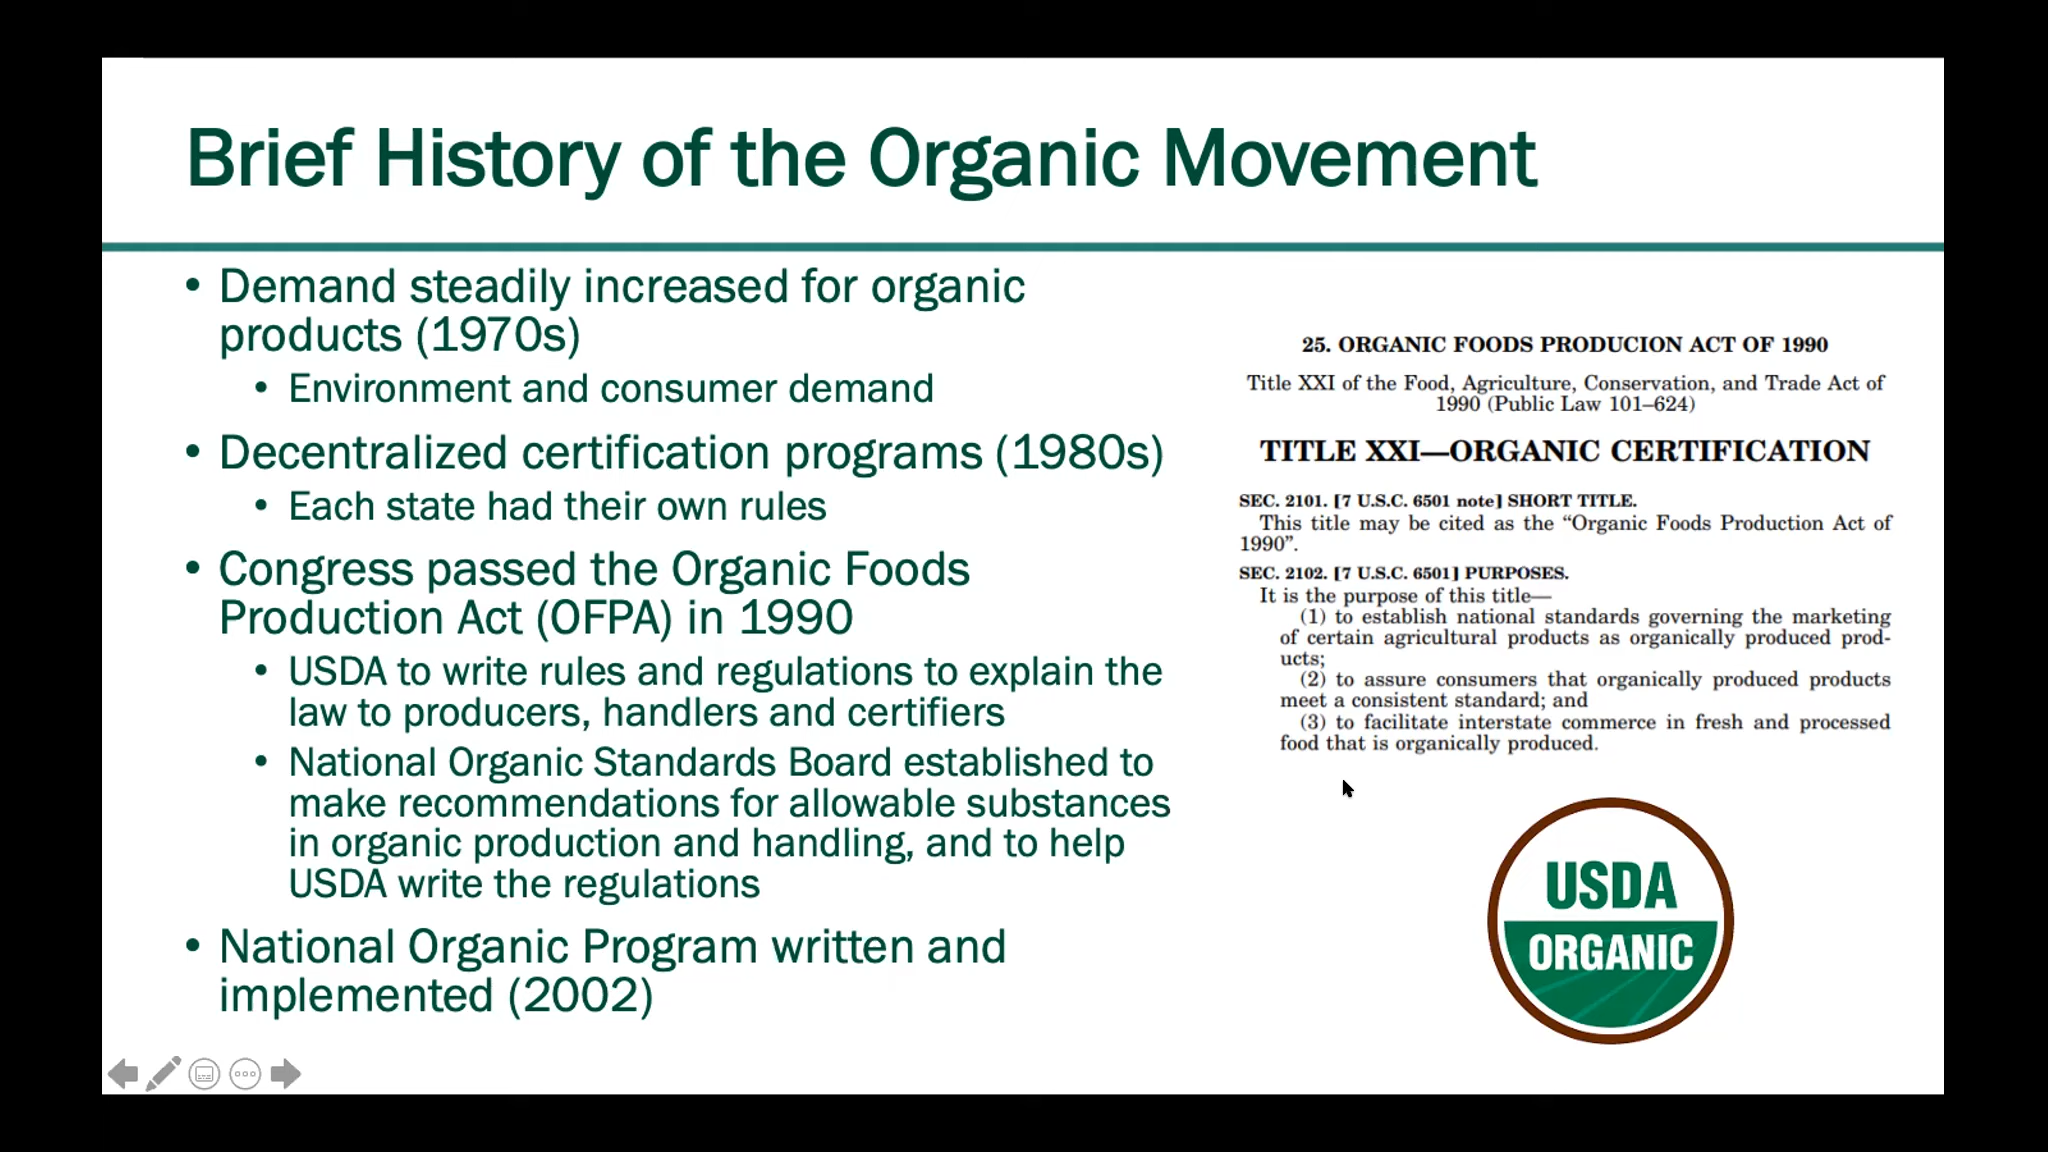 Brief History of the Organic Movement
• Demand steadily increased for organic
products (1970s)
• Environment and consumer demand
• Decentralized certification programs (1980s)
• Each state had their own rules
• Congress passed the Organic Foods
Production Act (OFPA) in 1990
• USDA to write rules and regulations to explain the
law to producers, handlers and certifiers
• National Organic Standards Board established to
make recommendations for allowable substances
in organic production and handling, and to help
USDA write the regulations
• National Organic Program written and
implemented (2002)
25. ORGANIC FOODS PRODUCION ACT OF 1990
Title XXI of the Food, Agriculture, Conservation, and Trade Act of
1990 (Public Law 101–624)
TITLE XXI—ORGANIC CERTIFICATION
SEC. 2101. [7 U.S.C. 6501 note] SHORT TITLE.
This title may be cited as the “Organic Foods Production Act of
1990”.
SEC. 2102. [7 U.S.C. 6501] PURPOSES.
It is the purpose of this title—
(1) to establish national standards governing the marketing
of certain agricultural products as organically produced prod-
ucts;
(2) to assure consumers that organically produced products
meet a consistent standard; and
(3) to facilitate interstate commerce in fresh and processed
food that is organically produced.
USDA
ORGANIC